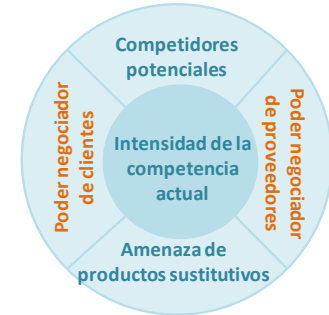 Competidores
potenciales
Poder negociador
de clientes
Intensidad de la
competencia
actual
Poder negociador
de proveedores
Amenaza de
productos sustitutivos